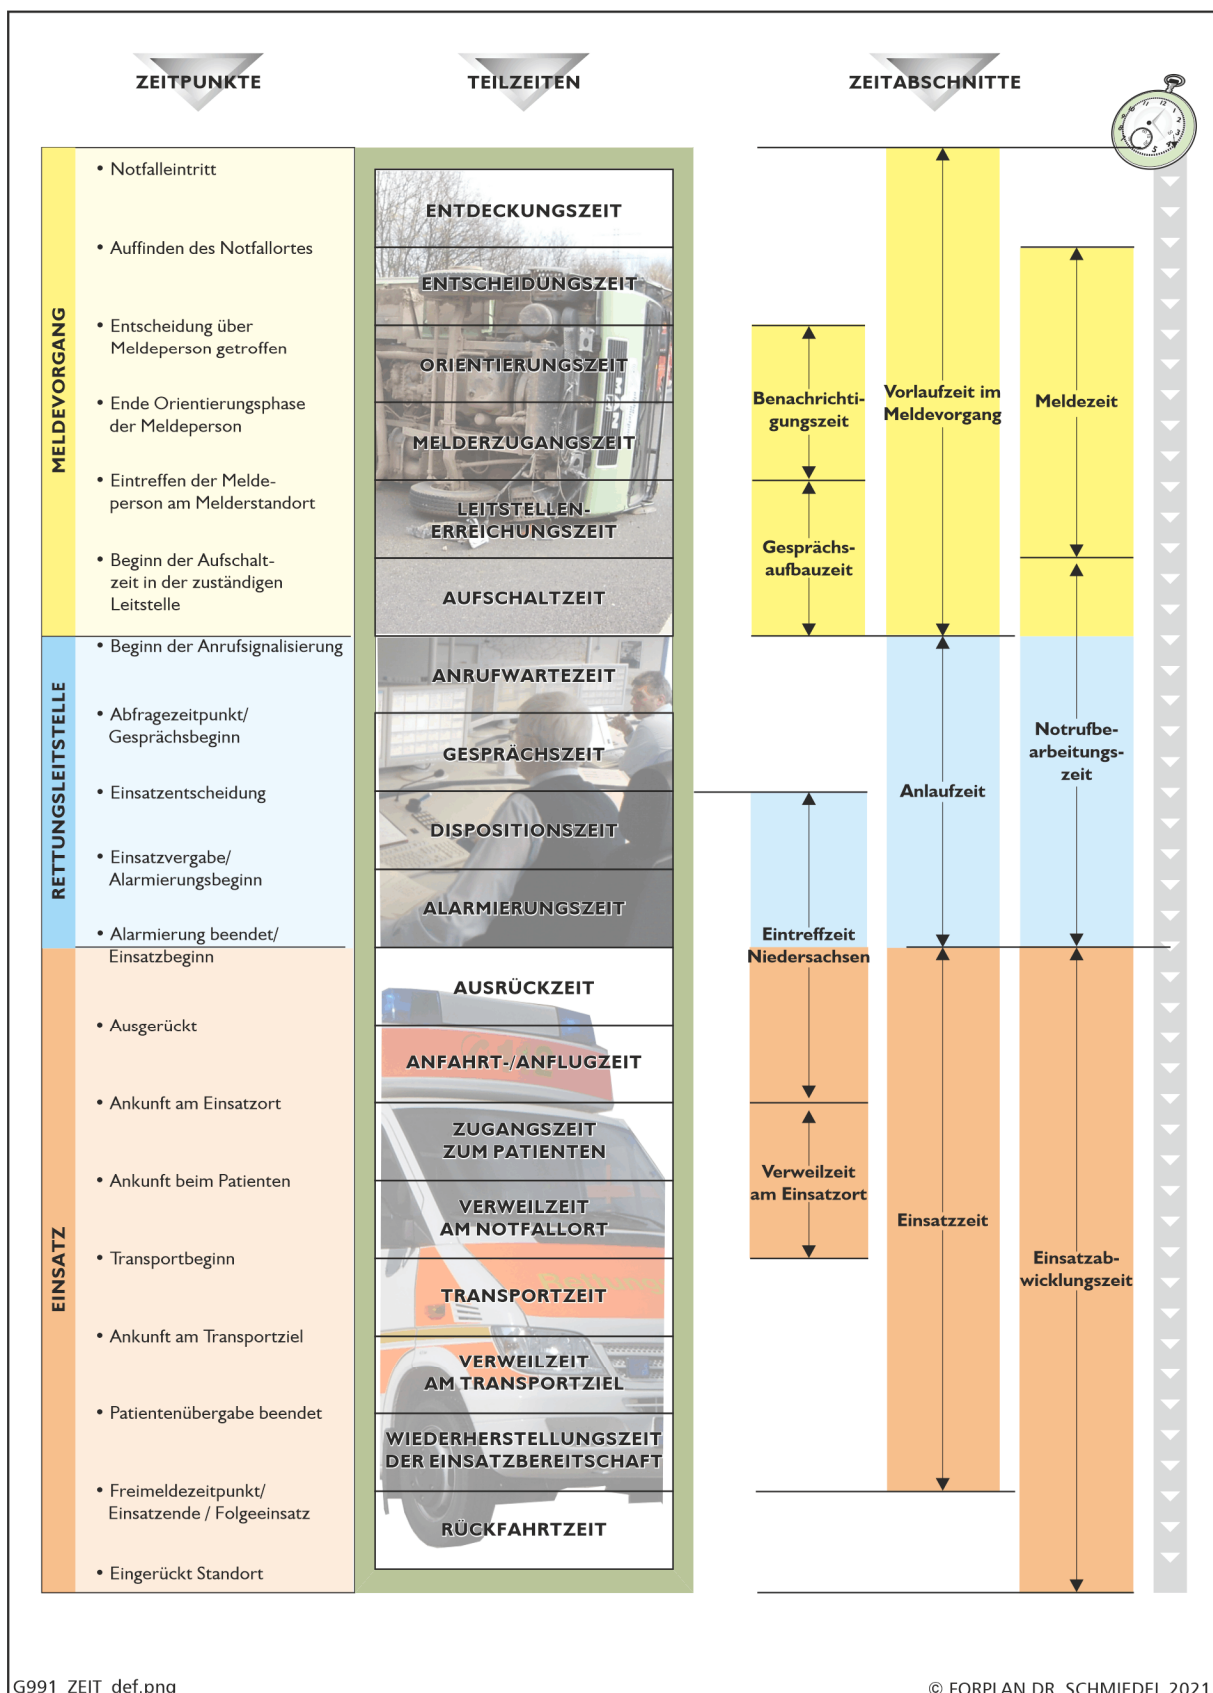 ZEITPUNKTE
TEILZEITEN
ZEITABSCHNITTE
MELDEVORGANG
• Notfalleintritt
• Auffinden des Notfallortes
• Entscheidung über
Meldeperson getroffen
• Ende Orientierungsphase
der Meldeperson
• Eintreffen der Melde-
person am Melderstandort
• Beginn der Aufschalt-
zeit in der zuständigen
Leitstelle
RETTUNGSLEITSTELLE
• Beginn der Anrufsignalisierung
• Abfragezeitpunkt/
Gesprächsbeginn
• Einsatzentscheidung
• Einsatzvergabe/
Alarmierungsbeginn
• Alarmierung beendet/
Einsatzbeginn
EINSATZ
• Ausgerückt
• Ankunft am Einsatzort
• Ankunft beim Patienten
• Transportbeginn
• Ankunft am Transportziel
• Patientenübergabe beendet
• Freimeldezeitpunkt/
Einsatzende / Folgeeinsatz
• Eingerückt Standort
ENTDECKUNGSZEIT
ENTSCHEIDUNGSZEIT
ORIENTIERUNGSZEIT
MELDERZUGANGSZEIT
LEITSTELLEN-
ERREICHUNGSZEIT
AUFSCHALTZEIT
ANRUFWARTEZEIT
GESPRÄCHSZEIT
DISPOSITIONSZEIT
ALARMIERUNGSZEIT
AUSRÜCKZEIT
ANFAHRT-/ANFLUGZEIT
ZUGANGSZEIT
ZUM PATIENTEN
VERWEILZEIT
AM NOTFALLORT
TRANSPORTZEIT
VERWEILZEIT
AM TRANSPORTZIEL
WIEDERHERSTELLUNGSZEIT
DER EINSATZBEREITSCHAFT
RÜCKFAHRTZEIT
Benachrichti-
gungszeit
Gesprächs-
aufbauzeit
Eintreffzeit
Niedersachsen
Verweilzeit
am Einsatzort
Vorlaufzeit im
Meldevorgang
Anlaufzeit
Einsatzzeit
Meldezeit
Notrufbe-
arbeitungs-
zeit
Einsatzab-
wicklungszeit
G991_ZEIT_def.png
© FORPLAN DR. SCHMIEDEL 2021